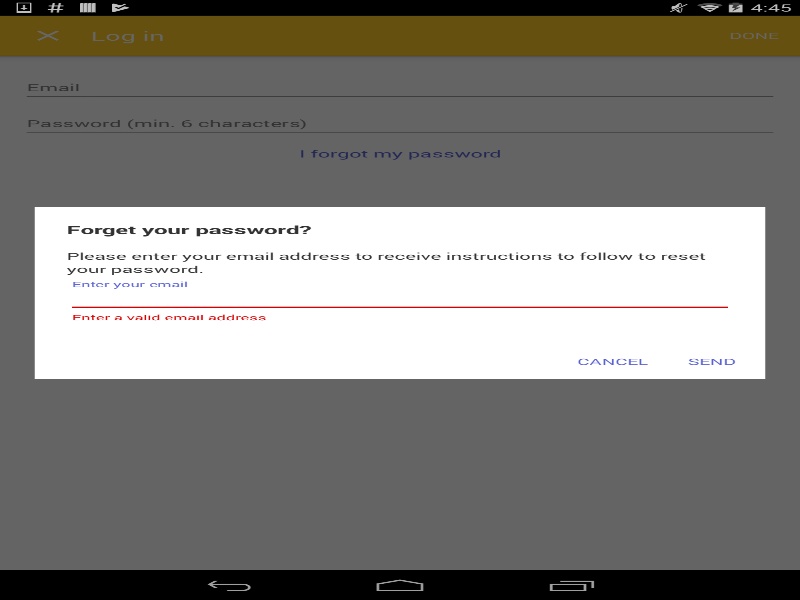 4:45
Log in
DONE
Email
Password (min. 6 characters)
I forgot my password
Forget your password?
Please enter your email address to receive instructions to follow to reset
your password.
Enter your email
Enter a valid email address
CANCEL SEND